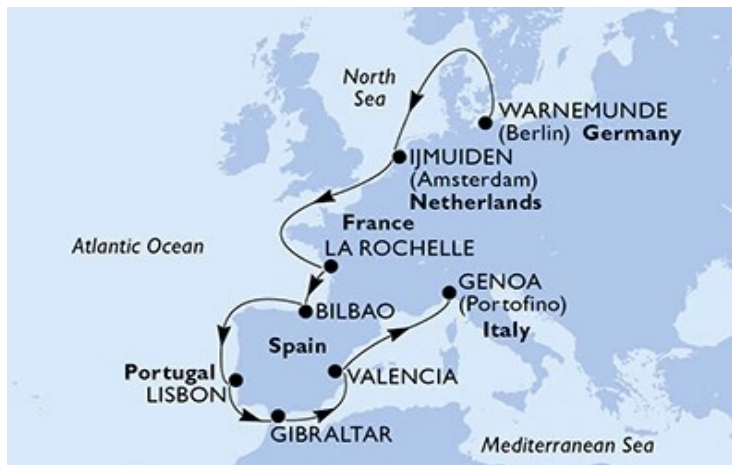 North
Sea
WARNEMUNDE
(Berlin) Germany
IJMUIDEN
(Amsterdam)
Netherlands
France
Atlantic Ocean
LA ROCHELLE
GENOA
(Portofino)
Italy
BILBAO
Spain
Portugal
LISBON
VALENCIA
GIBRALTAR
Mediterranean Sea